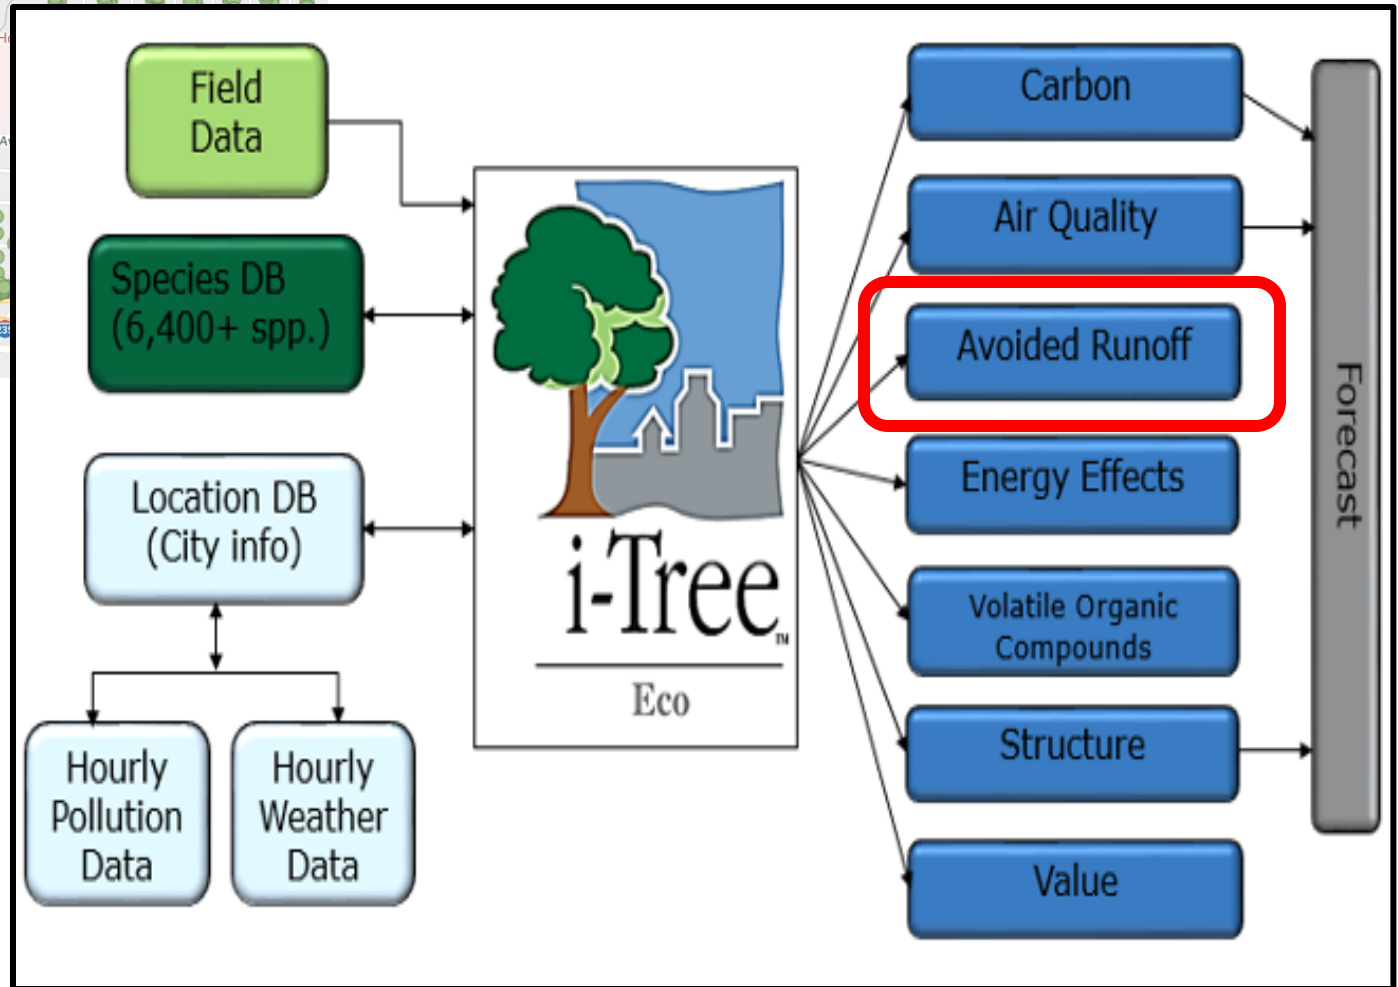 Field
Data
Species DB
(6,400+ spp.)
Location DB
(City info)
Hourly
Pollution
Data
Hourly
Weather
Data
i-Tree™
Eco
Carbon
Air Quality
Avoided Runoff
Energy Effects
Volatile Organic
Compounds
Structure
Value
Forecast